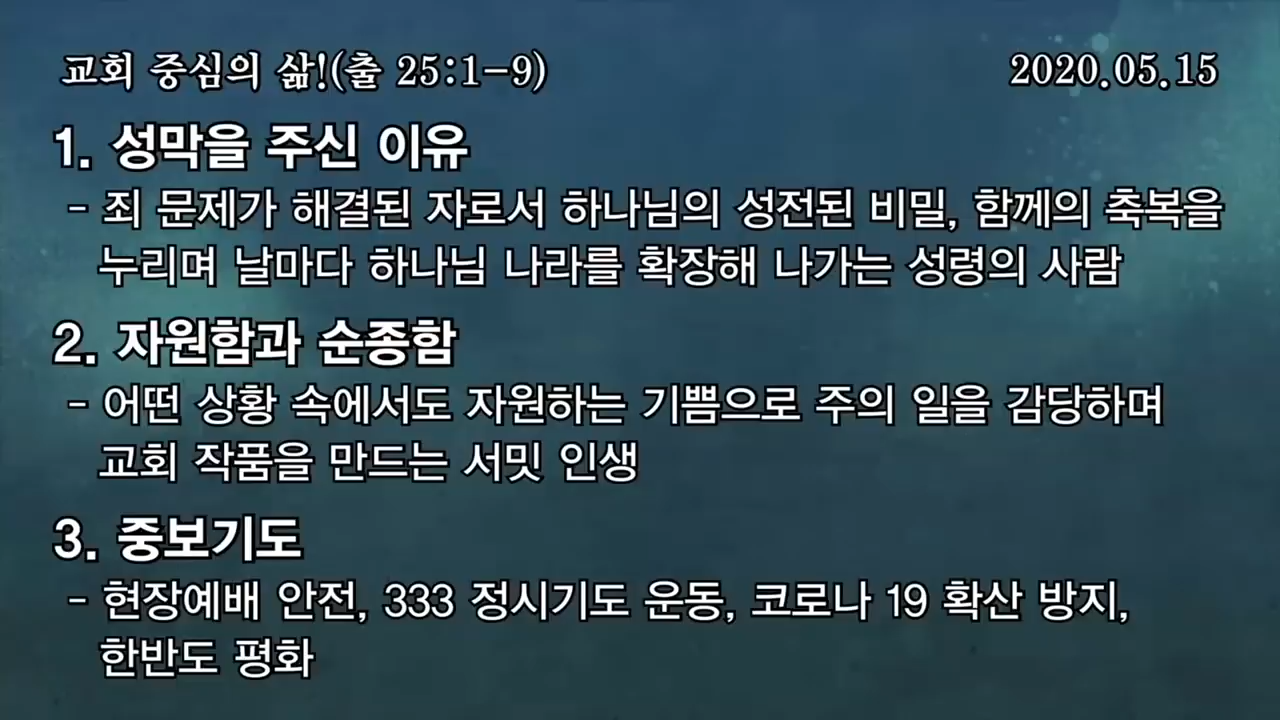 교회 중심의 삶!(출 25:1-9) 2020.05.15
1. 성막을 주신 이유
- 죄 문제가 해결된 자로서 하나님의 성전된 비밀, 함께의 축복을
누리며 날마다 하나님 나라를 확장해 나가는 성령의 사람
2. 자원함과 순종함
- 어떤 상황 속에서도 자원하는 기쁨으로 주의 일을 감당하며
교회 작품을 만드는 서밋 인생
3. 중보기도
- 현장예배 안전, 333 정시기도 운동, 코로나 19 확산 방지,
한반도 평화